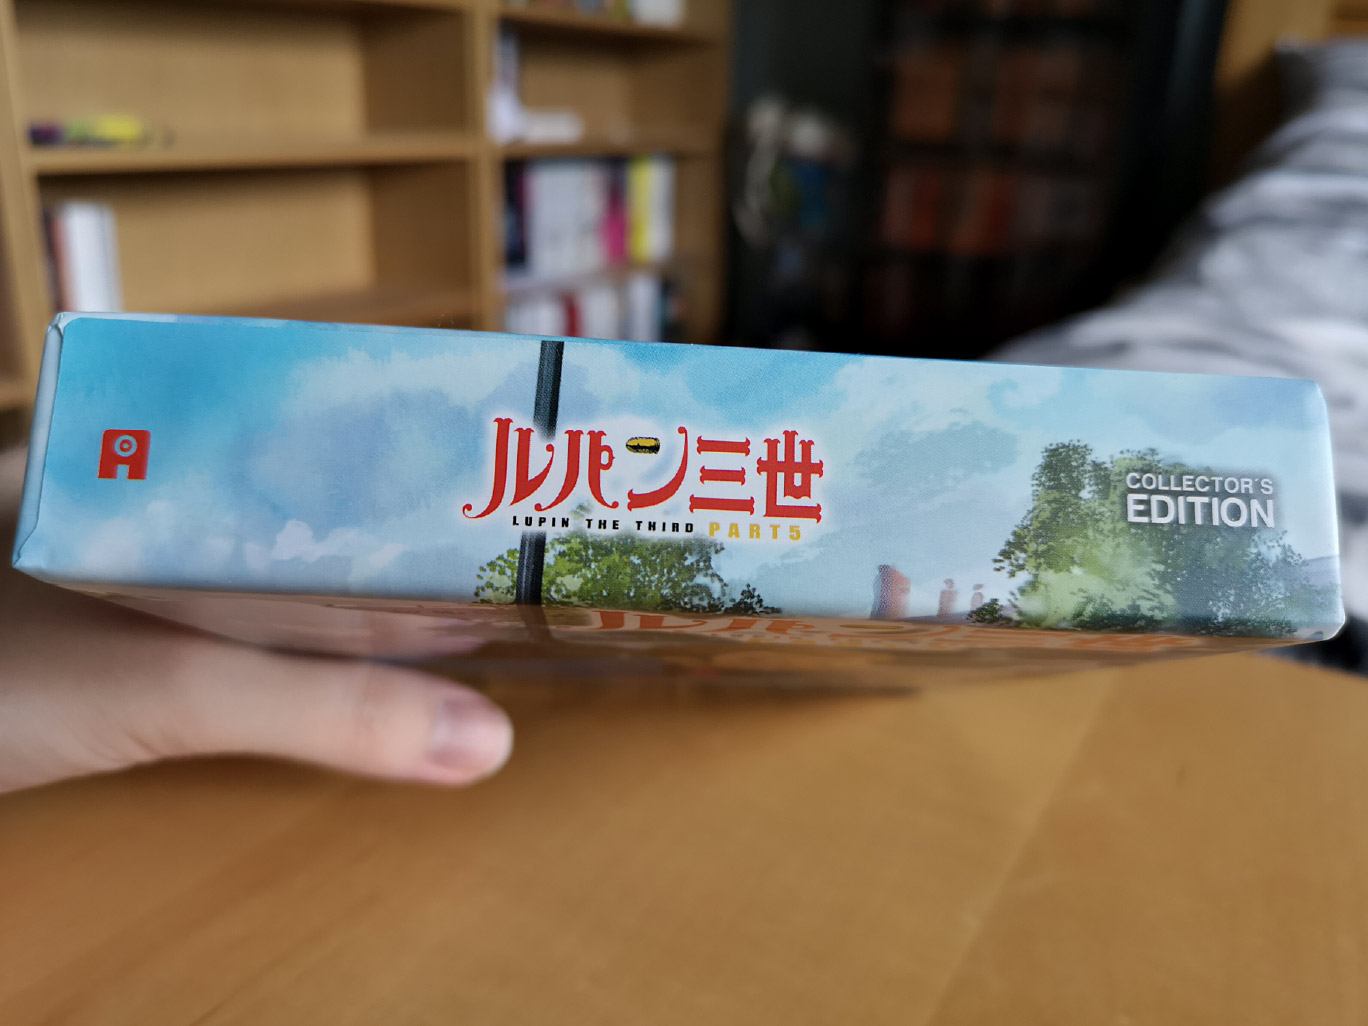 ルパン三世
LUPIN THE THIRD PART5
COLLECTOR'S
EDITION